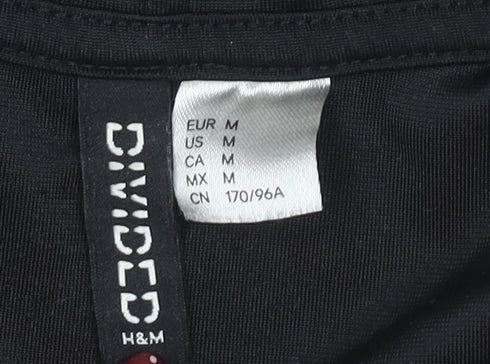 DIVIDED
H&M
EUR M
US M
CA M
MX M
CN 170/96A